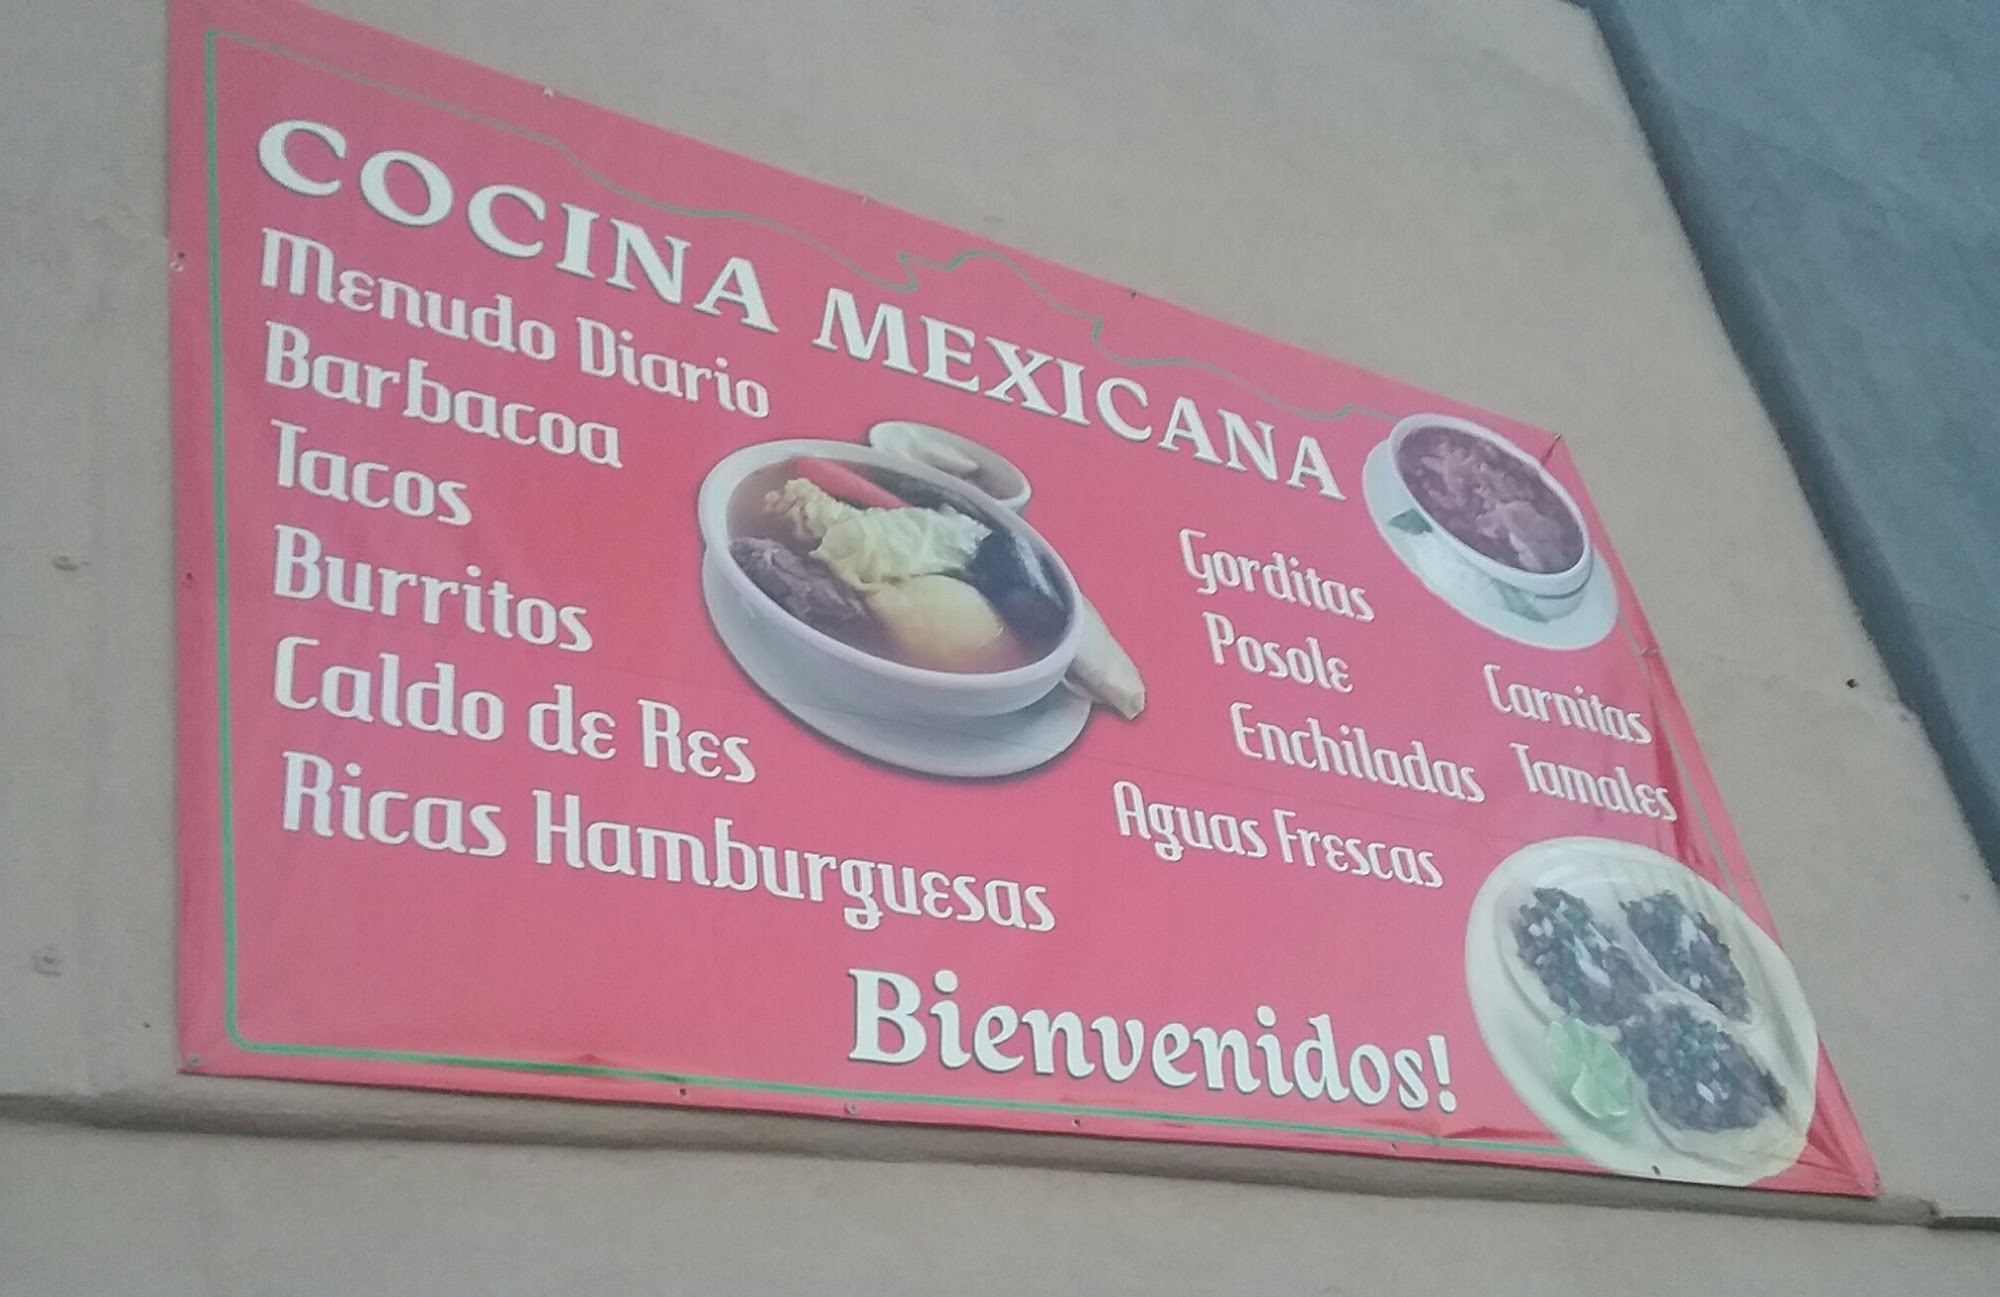 COCINA MEXICANA
Menudo Diario
Barbacoa
Tacos
Burritos
Caldo de Res
Ricas Hamburguesas
Gorditas
Posole
Enchiladas
Aguas Frescas
Carnitas
Tamales
Bienvenidos!